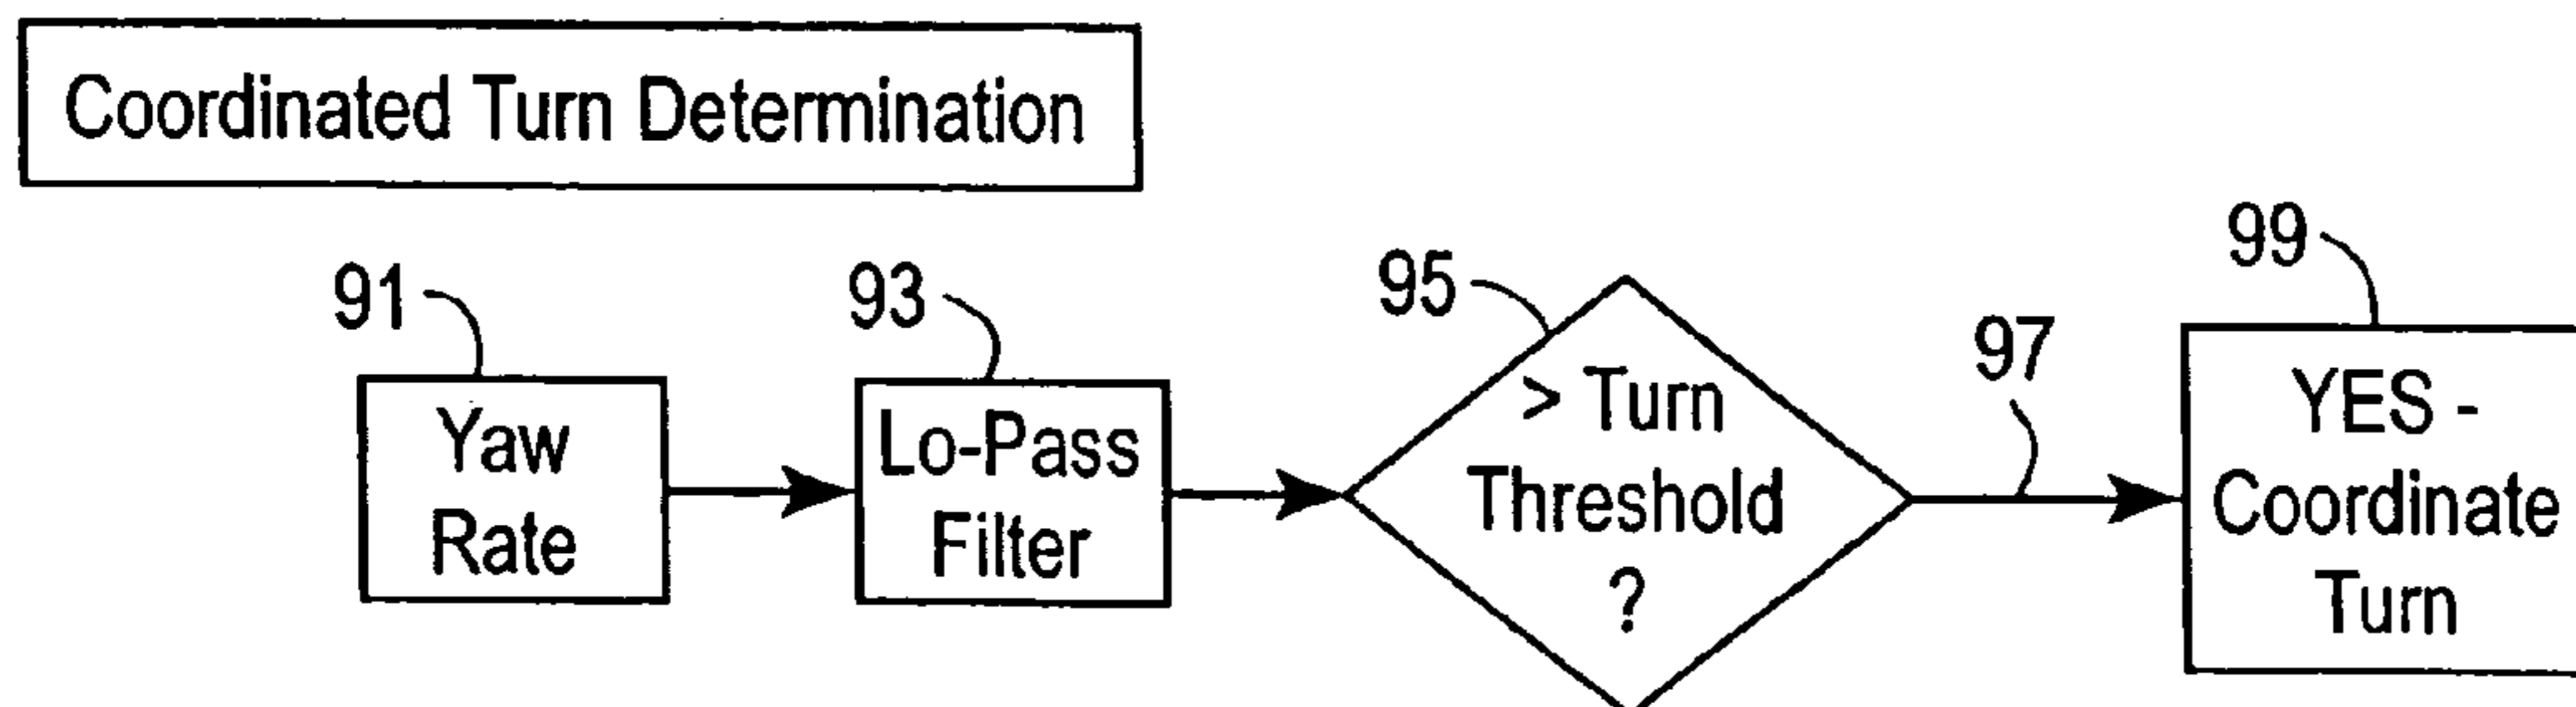 Coordinated Turn Determination
91
93
95
97
99
Yaw
Rate
Lo-Pass
Filter
> Turn
Threshold
?
YES -
Coordinate
Turn